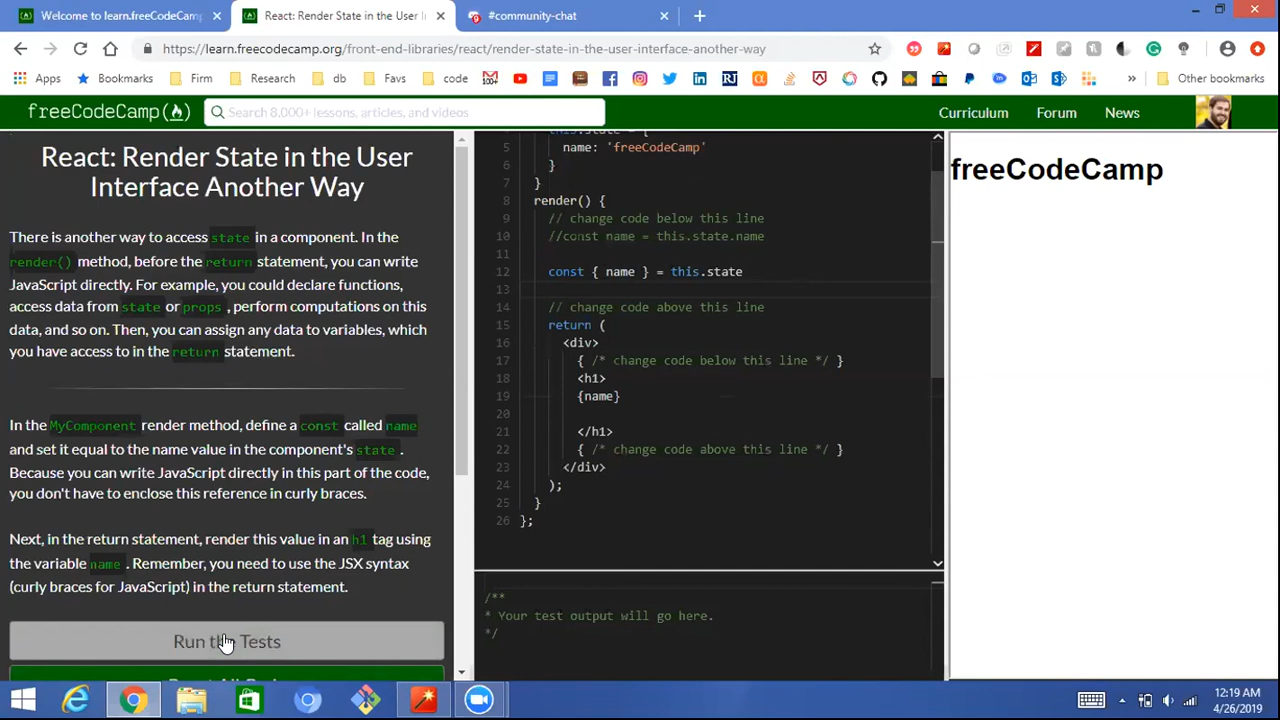 Welcome to learn.freeCodeCam
React: Render State in the User I
#community-chat
https://learn.freecodecamp.org/front-end-libraries/react/render-state-in-the-user-interface-another-way
Apps
Bookmarks
Firm
Research
db
Favs
code
Other bookmarks
freeCodeCamp
Search 8,000+ lessons, articles, and videos
Curriculum
Forum
News
React: Render State in the User
Interface Another Way
There is another way to access state in a component. In the
render() method, before the return statement, you can write
JavaScript directly. For example, you could declare functions,
access data from state or props , perform computations on this
data, and so on. Then, you can assign any data to variables, which
you have access to in the return statement.
In the MyComponent render method, define a const called name
and set it equal to the name value in the component's state .
Because you can write JavaScript directly in this part of the code,
you don't have to enclose this reference in curly braces.
Next, in the return statement, render this value in an h1 tag using
the variable name . Remember, you need to use the JSX syntax
(curly braces for JavaScript) in the return statement.
Run the Tests
this.state = {
5 name: 'freeCodeCamp'
6 }
7 }
8 render() {
9 // change code below this line
10 //const name = this.state.name
11
12 const { name } = this.state
13
14 // change code above this line
15 return (
16 <div>
17 { /* change code below this line */ }
18 <h1>
19 {name}
20
21 </h1>
22 { /* change code above this line */ }
23 </div>
24 );
25 }
26 };
/**
* Your test output will go here.
*/
freeCodeCamp
12:19 AM
4/26/2019